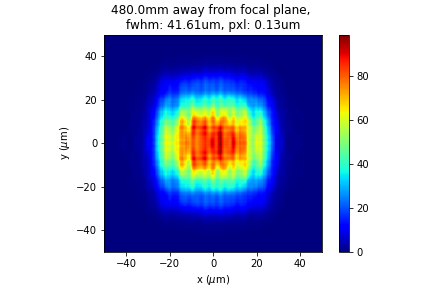 480.0mm away from focal plane,
fwhm: 41.61um, pxl: 0.13um
40
20
0
−20
−40
y (μm)
−40 −20 0 20 40
x (μm)
80
60
40
20
0